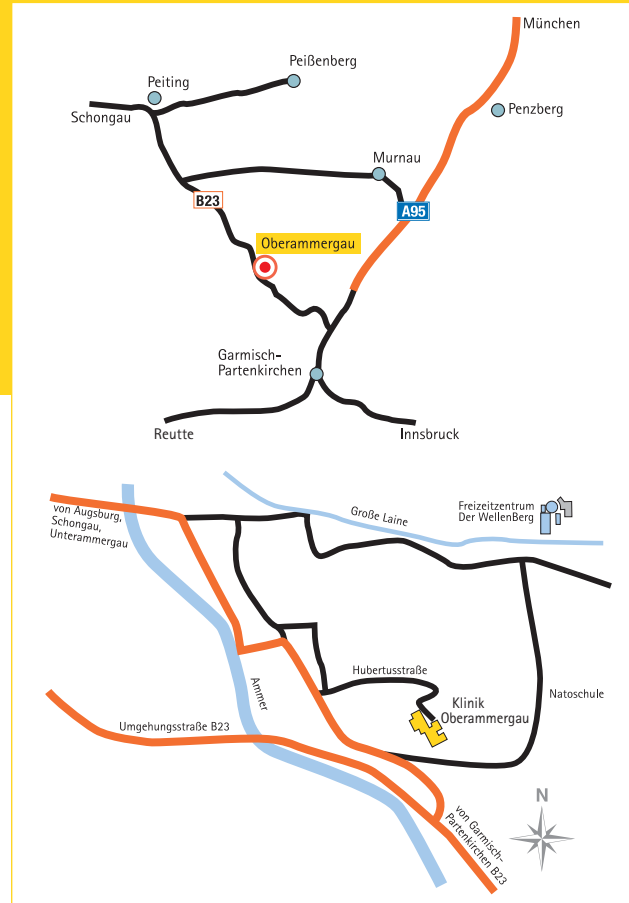 München
Peißenberg
Peiting
Penzberg
Schongau
Murnau
B23
A95
Oberammergau
Garmisch-
Partenkirchen
Reutte
Innsbruck
von Augsburg,
Schongau,
Unterammergau
Große Laine
Freizeitzentrum
Der WellenBerg
Hubertusstraße
Ammer
Klinik
Oberammergau
Natoschule
Umgehungsstraße B23
N
von Garmisch-
Partenkirchen B23